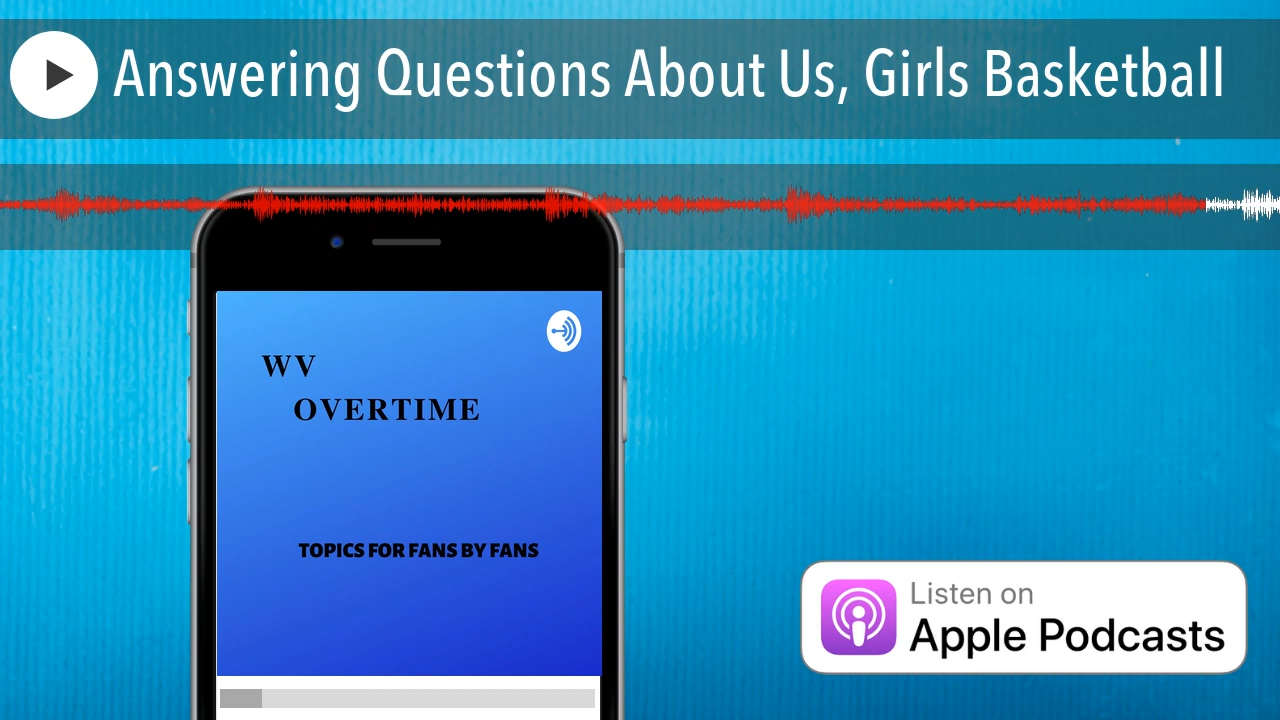 Answering Questions About Us, Girls Basketball
WV
OVERTIME
TOPICS FOR FANS BY FANS
Listen on
Apple Podcasts